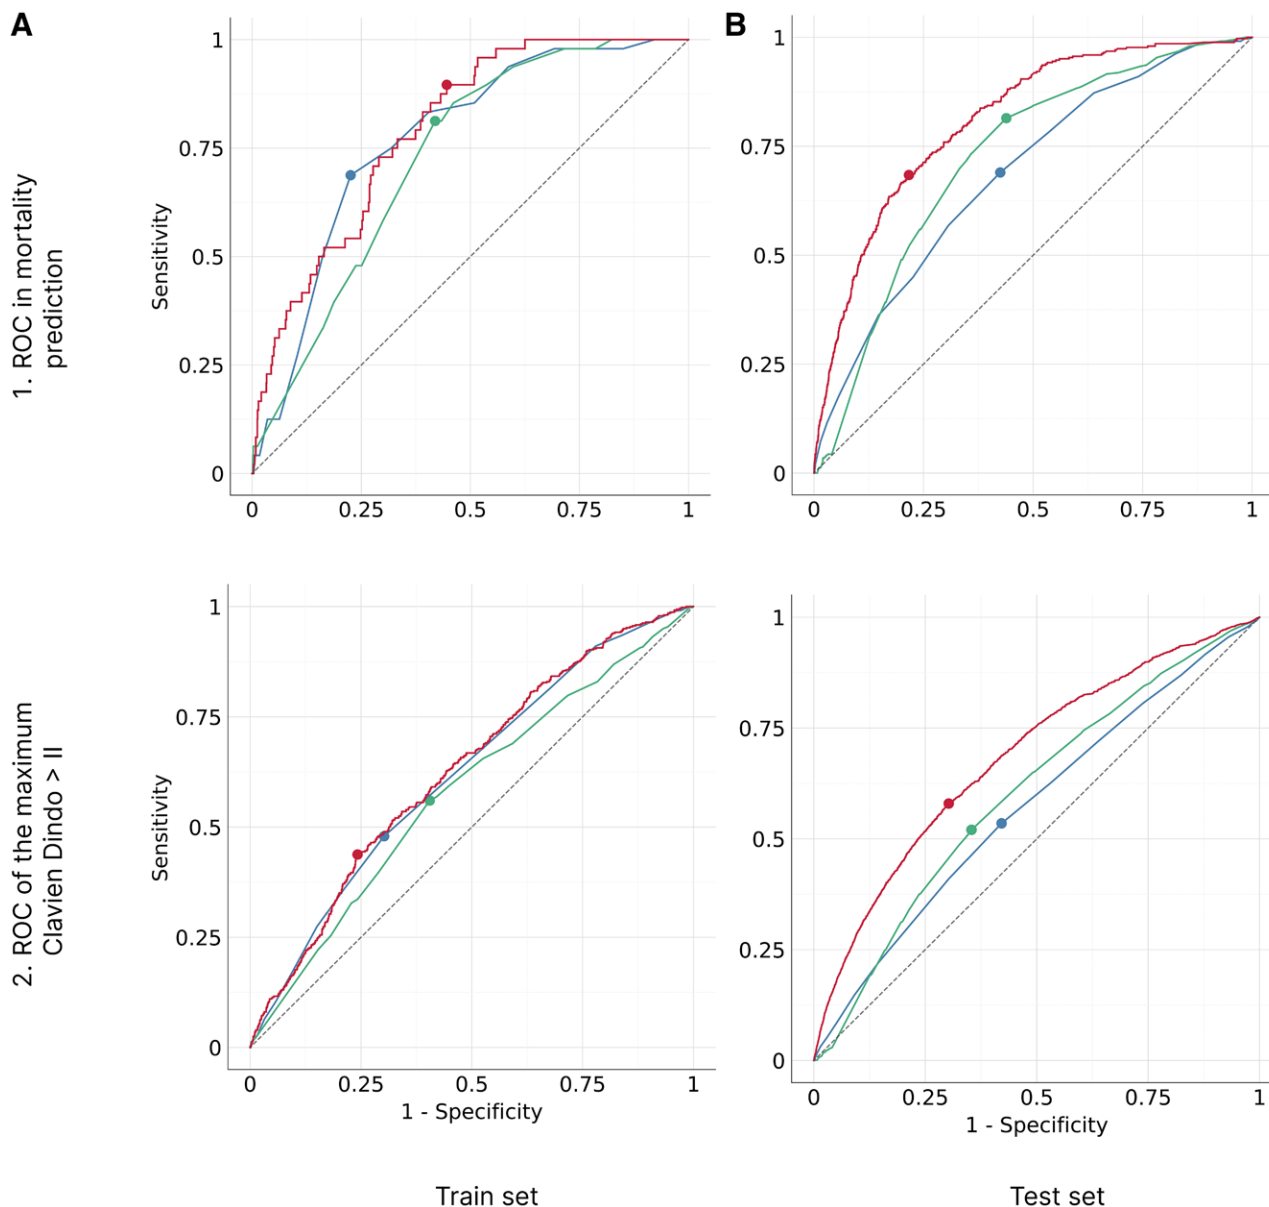 A
B
1. ROC in mortality
prediction
Sensitivity
1
0.75
0.5
0.25
0
0 0.25 0.5 0.75 1
1
0.75
0.5
0.25
0
0 0.25 0.5 0.75 1
2. ROC of the maximum
Clavien Dindo > II
Sensitivity
1
0.75
0.5
0.25
0
0 0.25 0.5 0.75 1
1 - Specificity
1
0.75
0.5
0.25
0
0 0.25 0.5 0.75 1
1 - Specificity
Train set
Test set